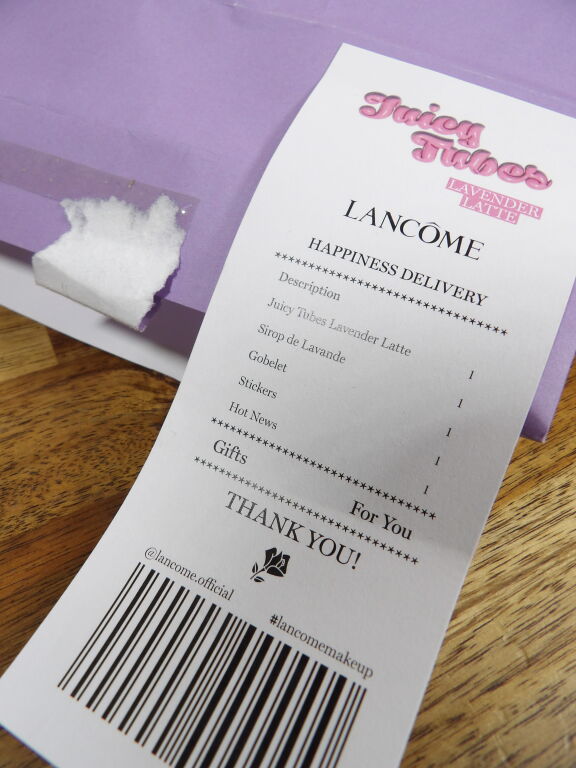 Juicy
Tubes
LAVENDER
LATTE
LANCÔME
HAPPINESS DELIVERY
*******************************
Description
Juicy Tubes Lavender Latte 1
Sirop de Lavande 1
Gobelet 1
Stickers 1
Hot News 1
*******************************
Gifts For You
*******************************
THANK YOU!
@lancome.official #lancomemakeup